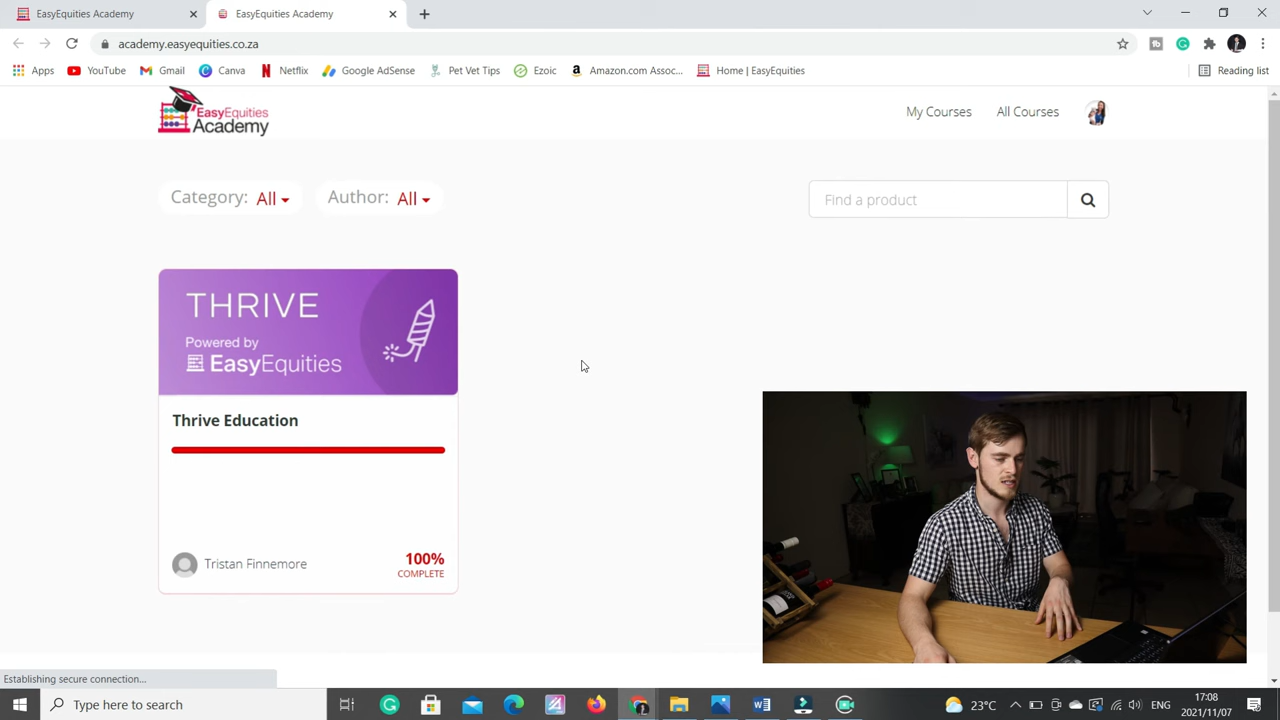 EasyEquities Academy
EasyEquities Academy
academy.easyequities.co.za
Apps
YouTube
Gmail
Canva
Netflix
Google AdSense
Pet Vet Tips
Ezoic
Amazon.com Assoc...
Home | EasyEquities
Reading list
EasyEquities
Academy
My Courses
All Courses
Category: All
Author: All
Find a product
THRIVE
Powered by
EasyEquities
Thrive Education
Tristan Finnemore
100%
COMPLETE
Establishing secure connection...
Type here to search
23°C
ENG
17:08
2021/11/07